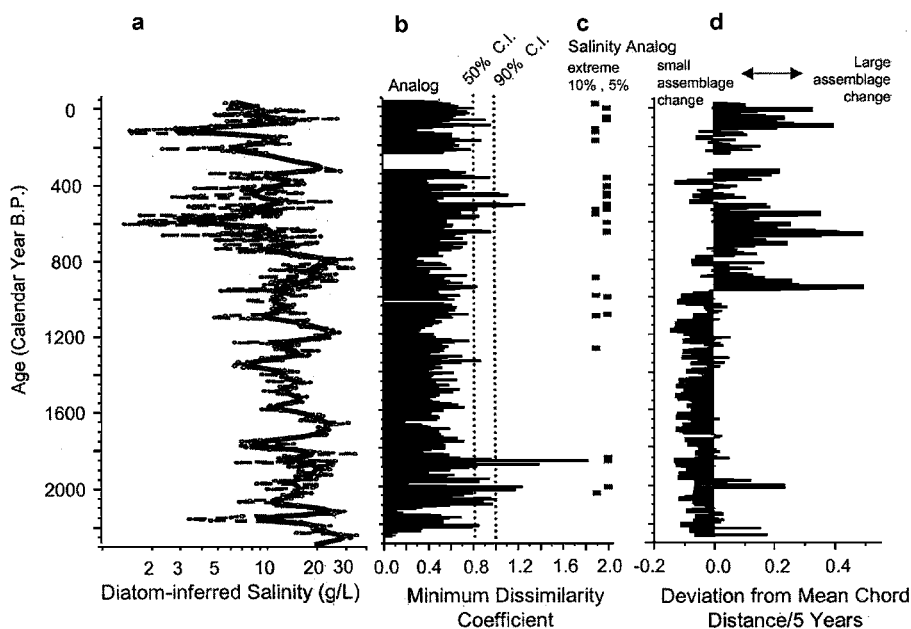 a
b
c
d
50% C.I.
90% C.I.
Analog
Salinity Analog
extreme
10% , 5%
small
assemblage
change
Large
assemblage
change
Age (Calendar Year B.P.)
0
400
800
1200
1600
2000
2 3 5 10 20 30
Diatom-inferred Salinity (g/L)
0.0 0.4 0.8 1.2 1.6 2.0
Minimum Dissimilarity
Coefficient
-0.2 0.0 0.2 0.4
Deviation from Mean Chord
Distance/5 Years